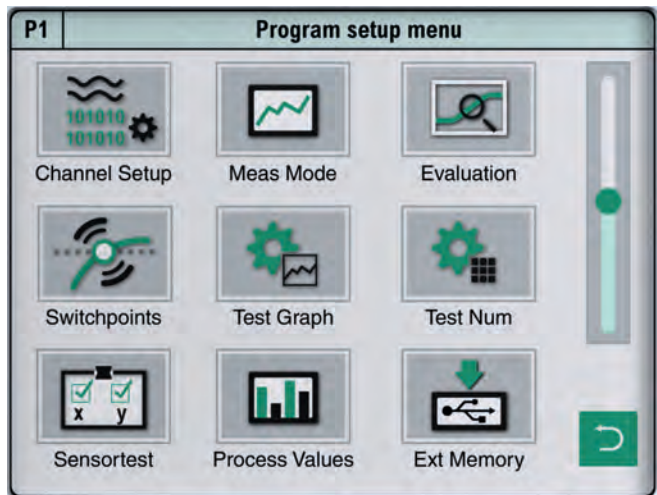 P1
Program setup menu
101010
101010
Channel Setup
Meas Mode
Evaluation
Switchpoints
Test Graph
Test Num
x y
Sensortest
Process Values
Ext Memory